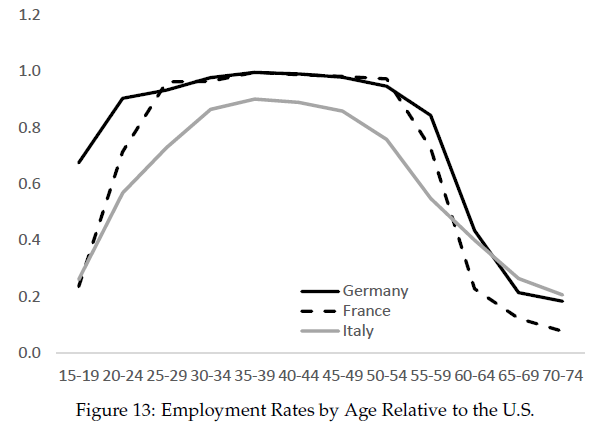 1.2
1.0
0.8
0.6
0.4
0.2
0.0
Germany
France
Italy
15-19 20-24 25-29 30-34 35-39 40-44 45-49 50-54 55-59 60-64 65-69 70-74
Figure 13: Employment Rates by Age Relative to the U.S.